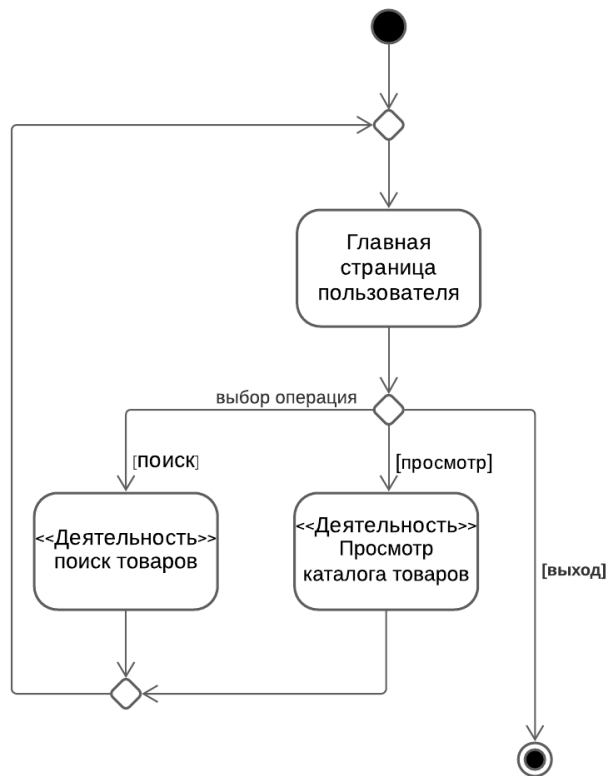 Главная
страница
пользователя
выбор операция
[поиск]
[просмотр]
<<Деятельность>>
поиск товаров
<<Деятельность>>
Просмотр
каталога товаров
[выход]